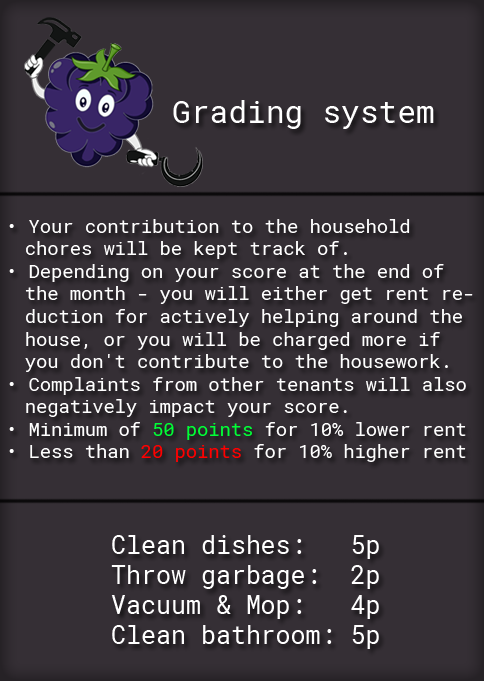 Grading system
• Your contribution to the household
chores will be kept track of.
• Depending on your score at the end of
the month - you will either get rent re-
duction for actively helping around the
house, or you will be charged more if
you don't contribute to the housework.
• Complaints from other tenants will also
negatively impact your score.
• Minimum of 50 points for 10% lower rent
• Less than 20 points for 10% higher rent
Clean dishes: 5p
Throw garbage: 2p
Vacuum & Mop: 4p
Clean bathroom: 5p